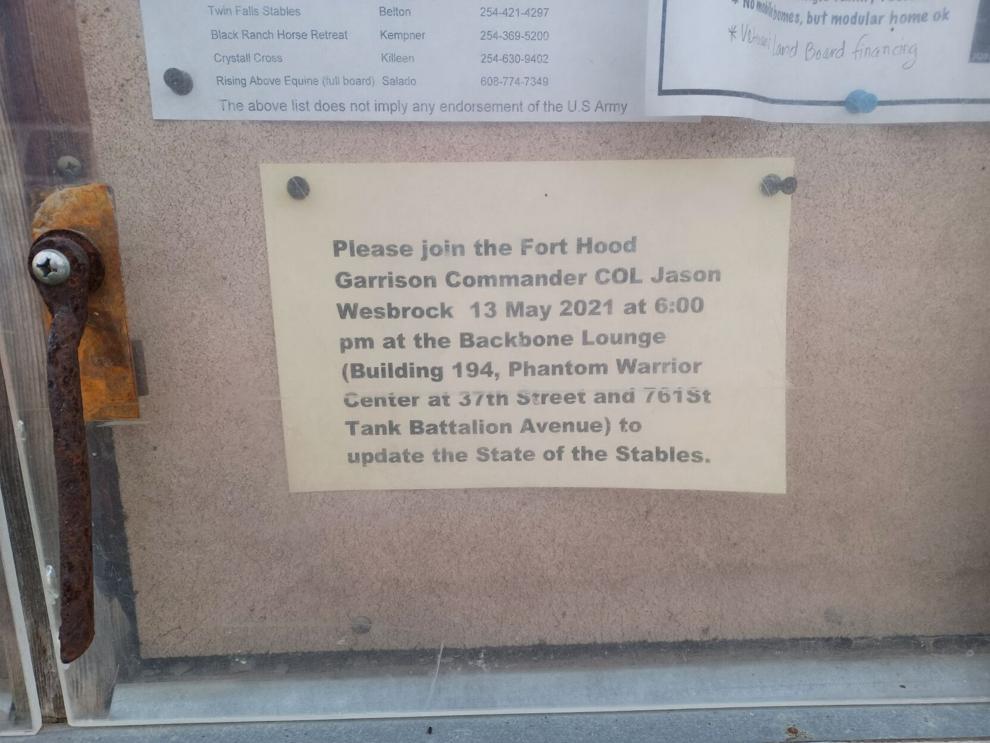 Twin Falls Stables Belton 254-421-4297
Black Ranch Horse Retreat Kempner 254-369-5200
Crystall Cross Killeen 254-630-9402
Rising Above Equine (full board) Salado 608-774-7349
The above list does not imply any endorsement of the U.S Army
* No mobile homes, but modular home ok
* land Board financing
Please join the Fort Hood
Garrison Commander COL Jason
Wesbrock 13 May 2021 at 6:00
pm at the Backbone Lounge
(Building 194, Phantom Warrior
Center at 37th Street and 761St
Tank Battalion Avenue) to
update the State of the Stables.